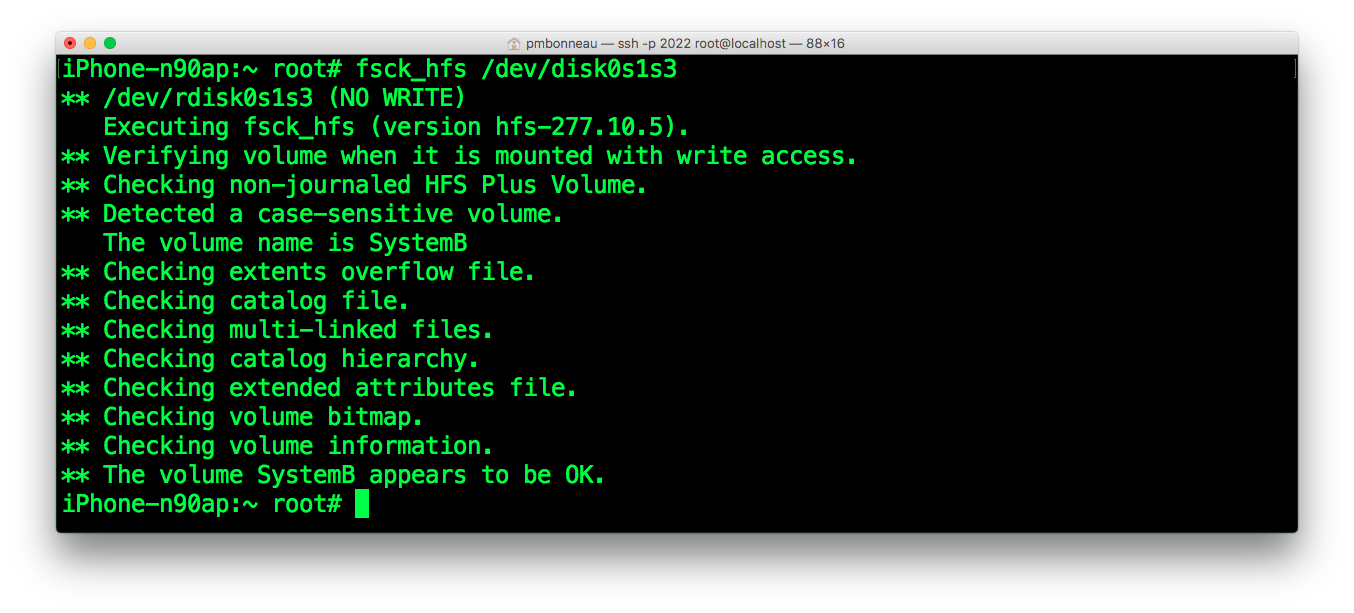 pmbonneau — ssh -p 2022 root@localhost — 88×16
iPhone-n90ap:~ root# fsck_hfs /dev/disk0s1s3
** /dev/rdisk0s1s3 (NO WRITE)
   Executing fsck_hfs (version hfs-277.10.5).
** Verifying volume when it is mounted with write access.
** Checking non-journaled HFS Plus Volume.
** Detected a case-sensitive volume.
   The volume name is SystemB
** Checking extents overflow file.
** Checking catalog file.
** Checking multi-linked files.
** Checking catalog hierarchy.
** Checking extended attributes file.
** Checking volume bitmap.
** Checking volume information.
** The volume SystemB appears to be OK.
iPhone-n90ap:~ root#